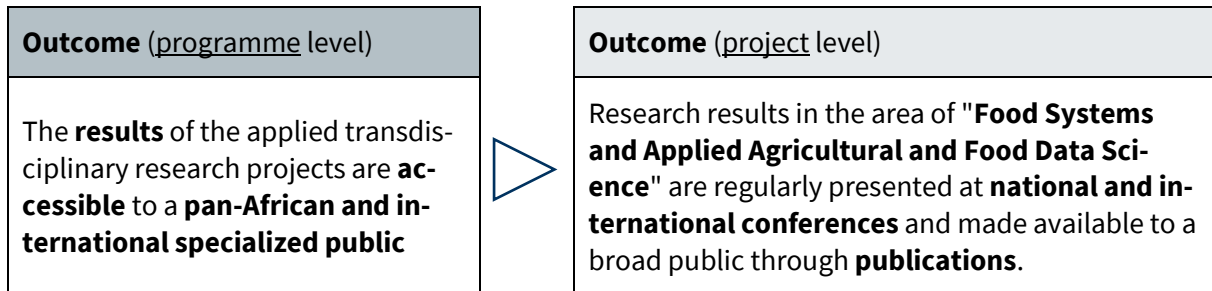 Outcome (programme level)
The results of the applied transdis-
ciplinary research projects are ac-
cessible to a pan-African and in-
ternational specialized public
Outcome (project level)
Research results in the area of "Food Systems
and Applied Agricultural and Food Data Sci-
ence" are regularly presented at national and in-
ternational conferences and made available to a
broad public through publications.